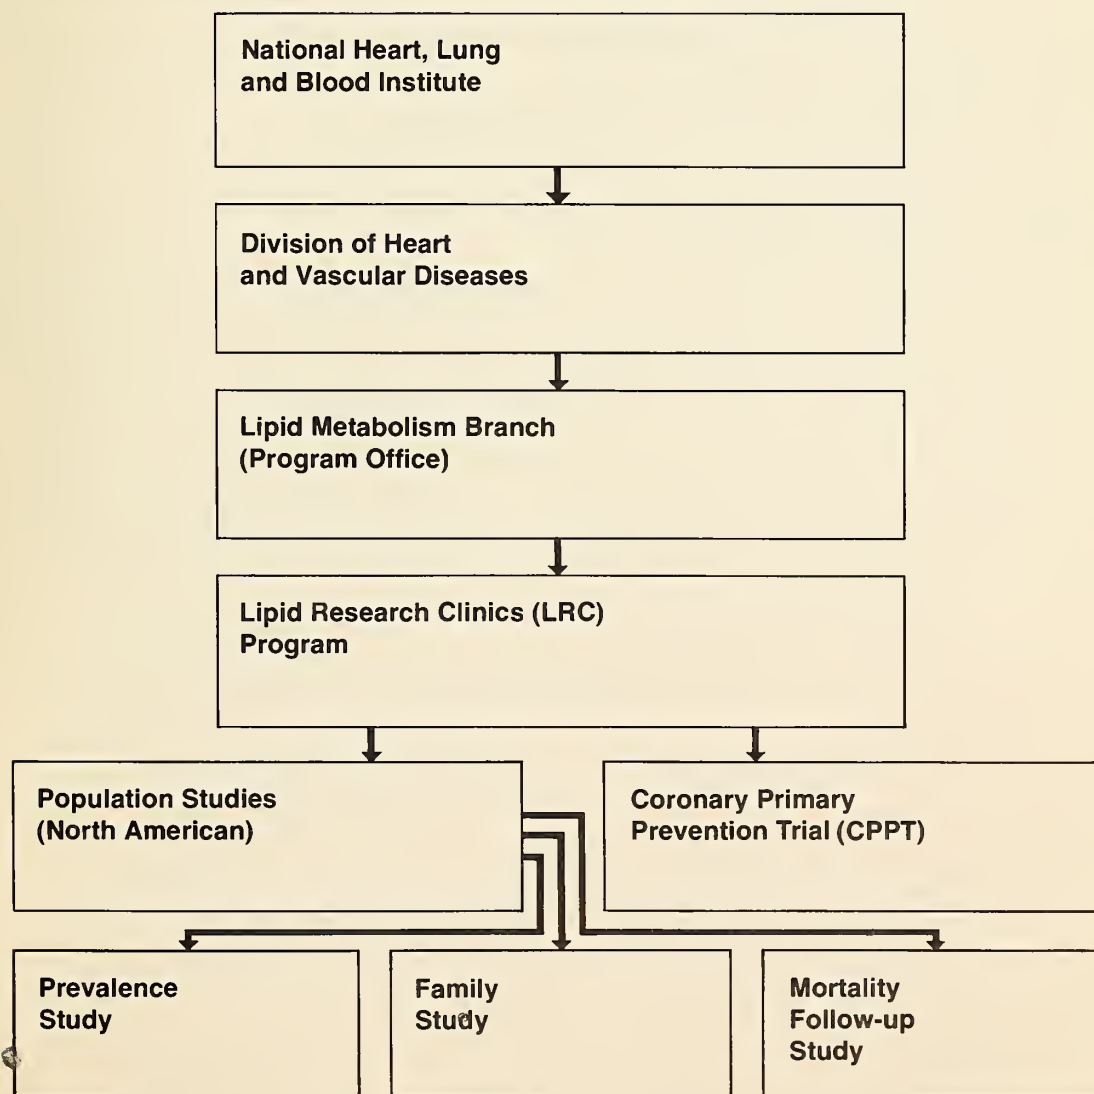 National Heart, Lung
and Blood Institute
Division of Heart
and Vascular Diseases
Lipid Metabolism Branch
(Program Office)
Lipid Research Clinics (LRC)
Program
Population Studies
(North American)
Coronary Primary
Prevention Trial (CPPT)
Prevalence
Study
Family
Study
Mortality
Follow-up
Study